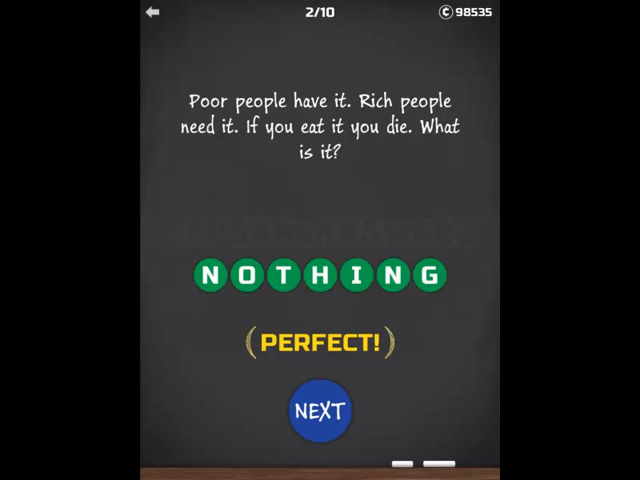 2/10
© 98535
Poor people have it. Rich people
need it. If you eat it you die. What
is it?
NOTHING
(PERFECT!)
NEXT